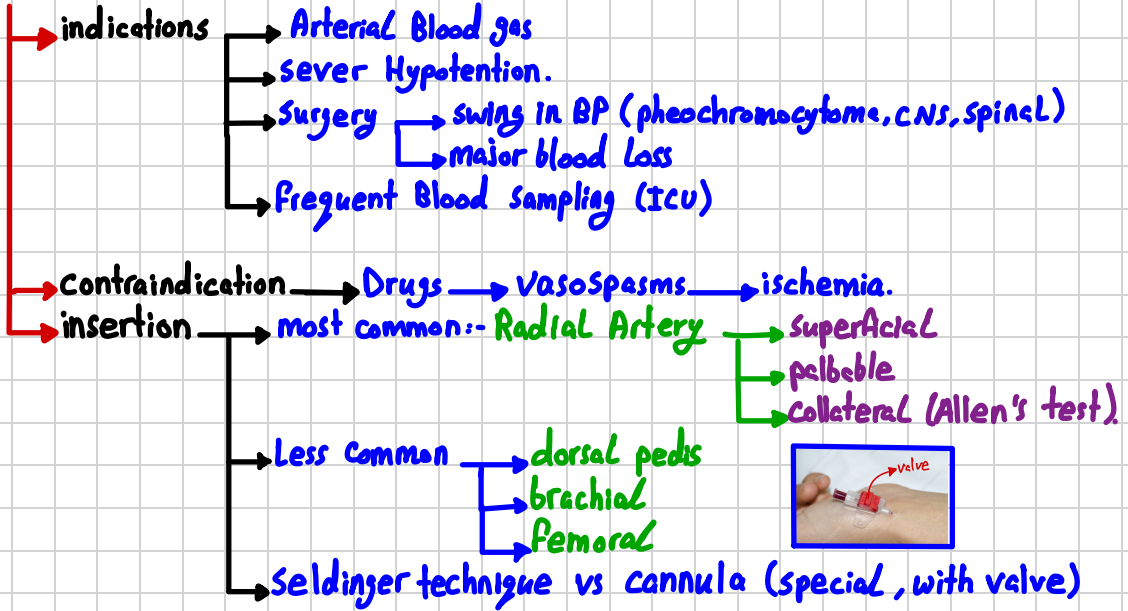 indications
Arterial Blood gas
sever Hypotention.
surgery
swing in BP (pheochromocytoma, CNS, spinal)
major blood Loss
frequent Blood sampling (ICU)
Contraindication
Drugs
vasospasms
ischemia.
insertion
most common:- Radial Artery
superficial
palbable
collateral (Allen's test).
Less common
dorsal pedis
brachial
femoral
valve
seldinger technique vs cannula (special, with valve)